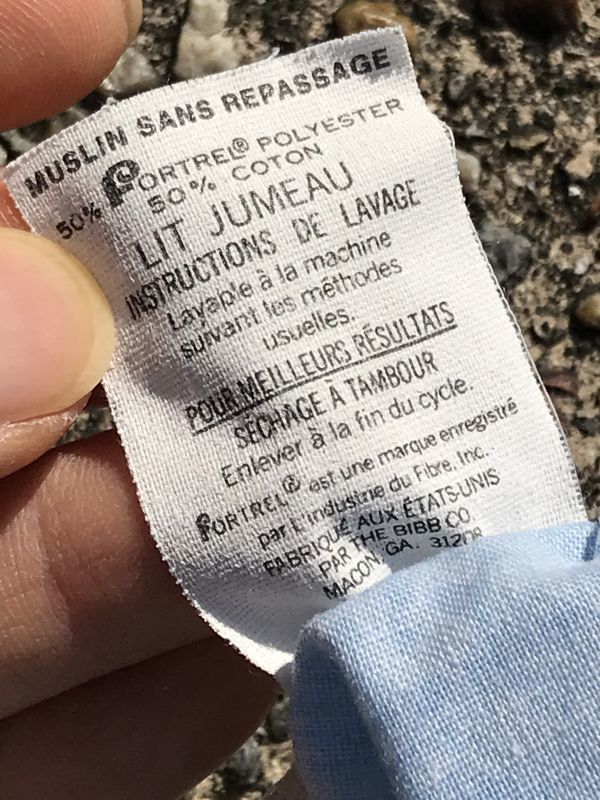 MUSLIN SANS REPASSAGE
50% FORTREL® POLYESTER
50% COTON
LIT JUMEAU
INSTRUCTIONS DE LAVAGE
Layable à la machine
suivant les méthodes
usuelles.
POUR MEILLEURS RÉSULTATS
SÉCHAGE À TAMBOUR
Enlever à la fin du cycle.
FORTREL® est une marque enregistré
par L'industrie du Fibre, Inc.
FABRIQUÉ AUX ÉTATS-UNIS
PAR THE BIBB CO.
MACON, GA. 31208